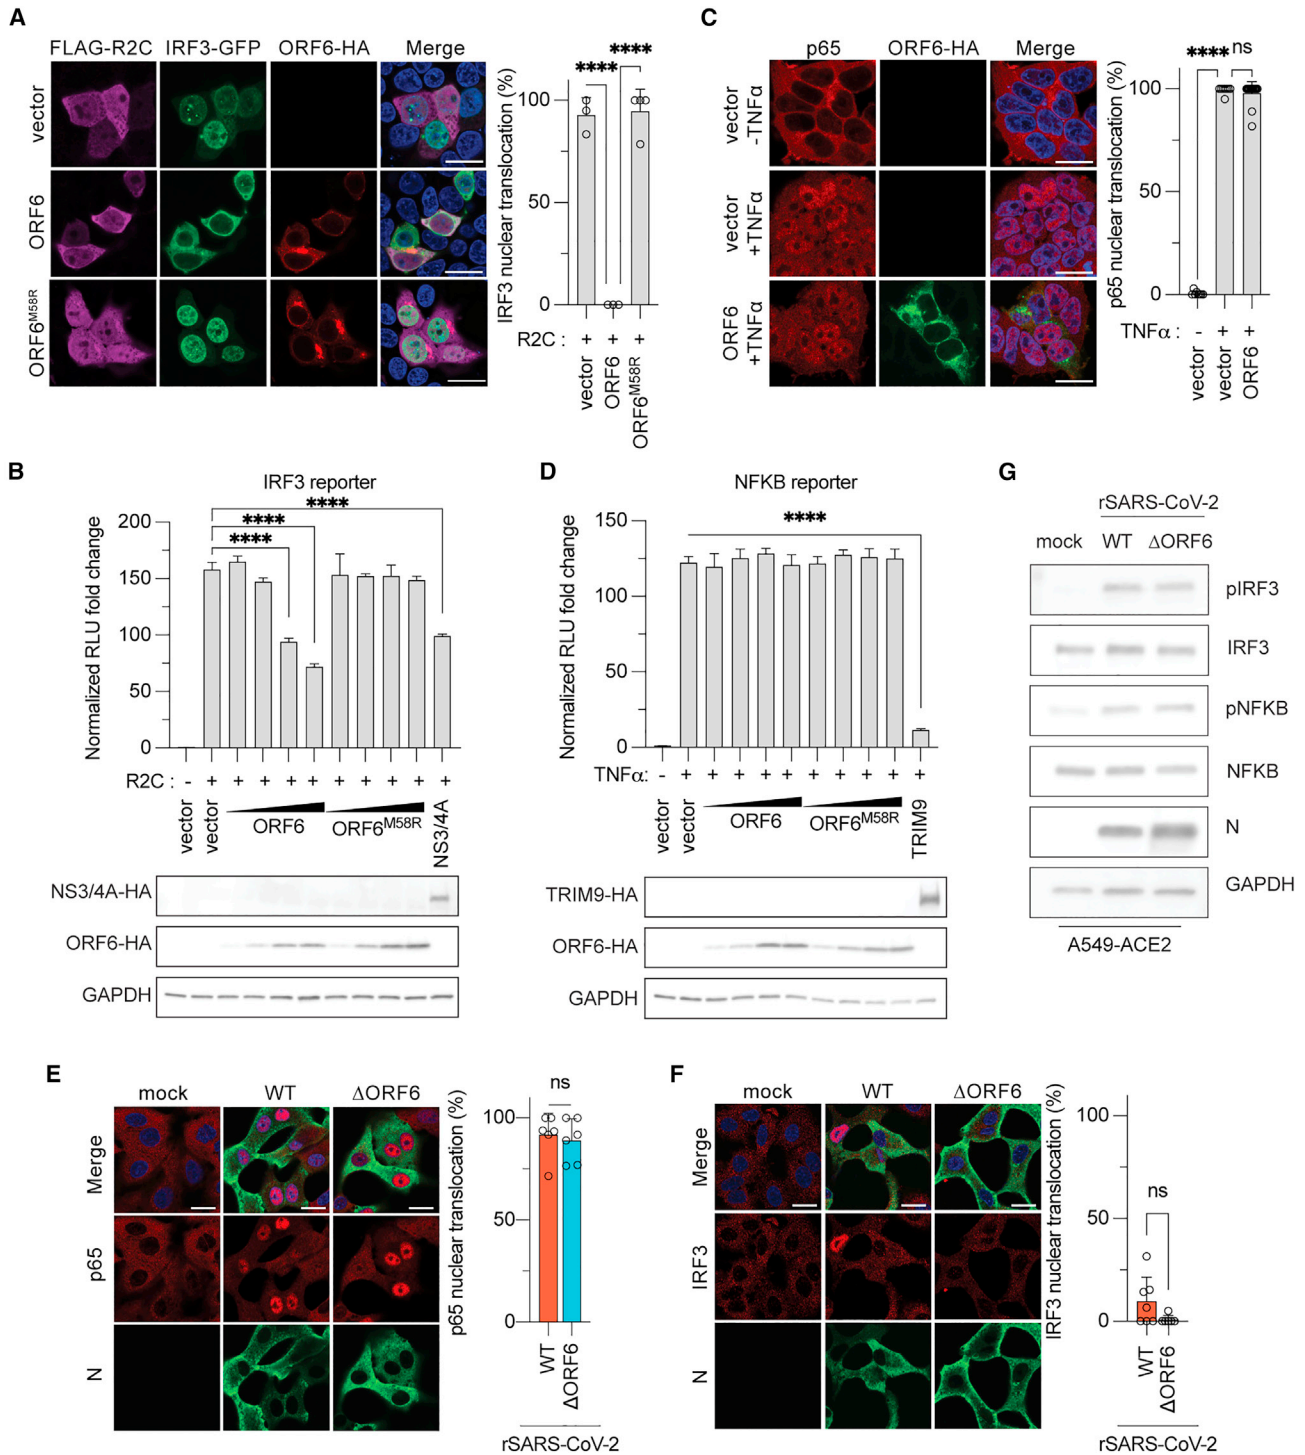 A
FLAG-R2C IRF3-GFP ORF6-HA Merge
vector
ORF6
ORF6M58R
IRF3 nuclear translocation (%)
100
50
0
****
****
R2C : + + +
vector
ORF6
ORF6M58R
C
p65 ORF6-HA Merge
vector
-TNFα
vector
+TNFα
ORF6
+TNFα
p65 nuclear translocation (%)
100
50
0
**** ns
TNFα : - + +
vector
vector
ORF6
B
IRF3 reporter
Normalized RLU fold change
200
150
100
50
0
****
****
****
R2C : - + + + + + + + + + +
vector
vector
ORF6
ORF6M58R
NS3/4A
NS3/4A-HA
ORF6-HA
GAPDH
D
NFKB reporter
Normalized RLU fold change
150
100
50
0
****
TNFα: - + + + + + + + + + +
vector
vector
ORF6
ORF6M58R
TRIM9
TRIM9-HA
ORF6-HA
GAPDH
G
rSARS-CoV-2
mock WT ΔORF6
pIRF3
IRF3
pNFKB
NFKB
N
GAPDH
A549-ACE2
E
mock WT ΔORF6
Merge
p65
N
p65 nuclear translocation (%)
100
50
0
ns
WT
ΔORF6
rSARS-CoV-2
F
mock WT ΔORF6
Merge
IRF3
N
IRF3 nuclear translocation (%)
100
50
0
ns
WT
ΔORF6
rSARS-CoV-2